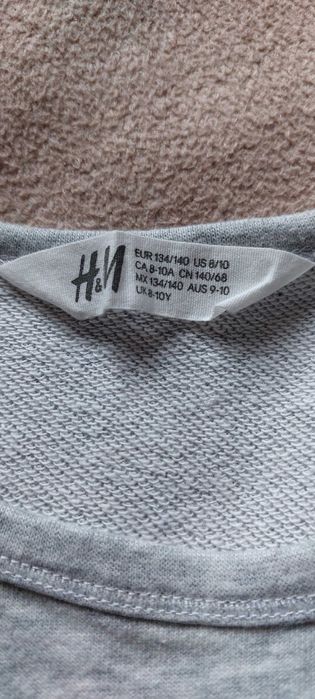 H&M
EUR 134/140 US 8/10
CA 8-10A CN 140/68
MX 134/140 AUS 9-10
UK 8-10Y